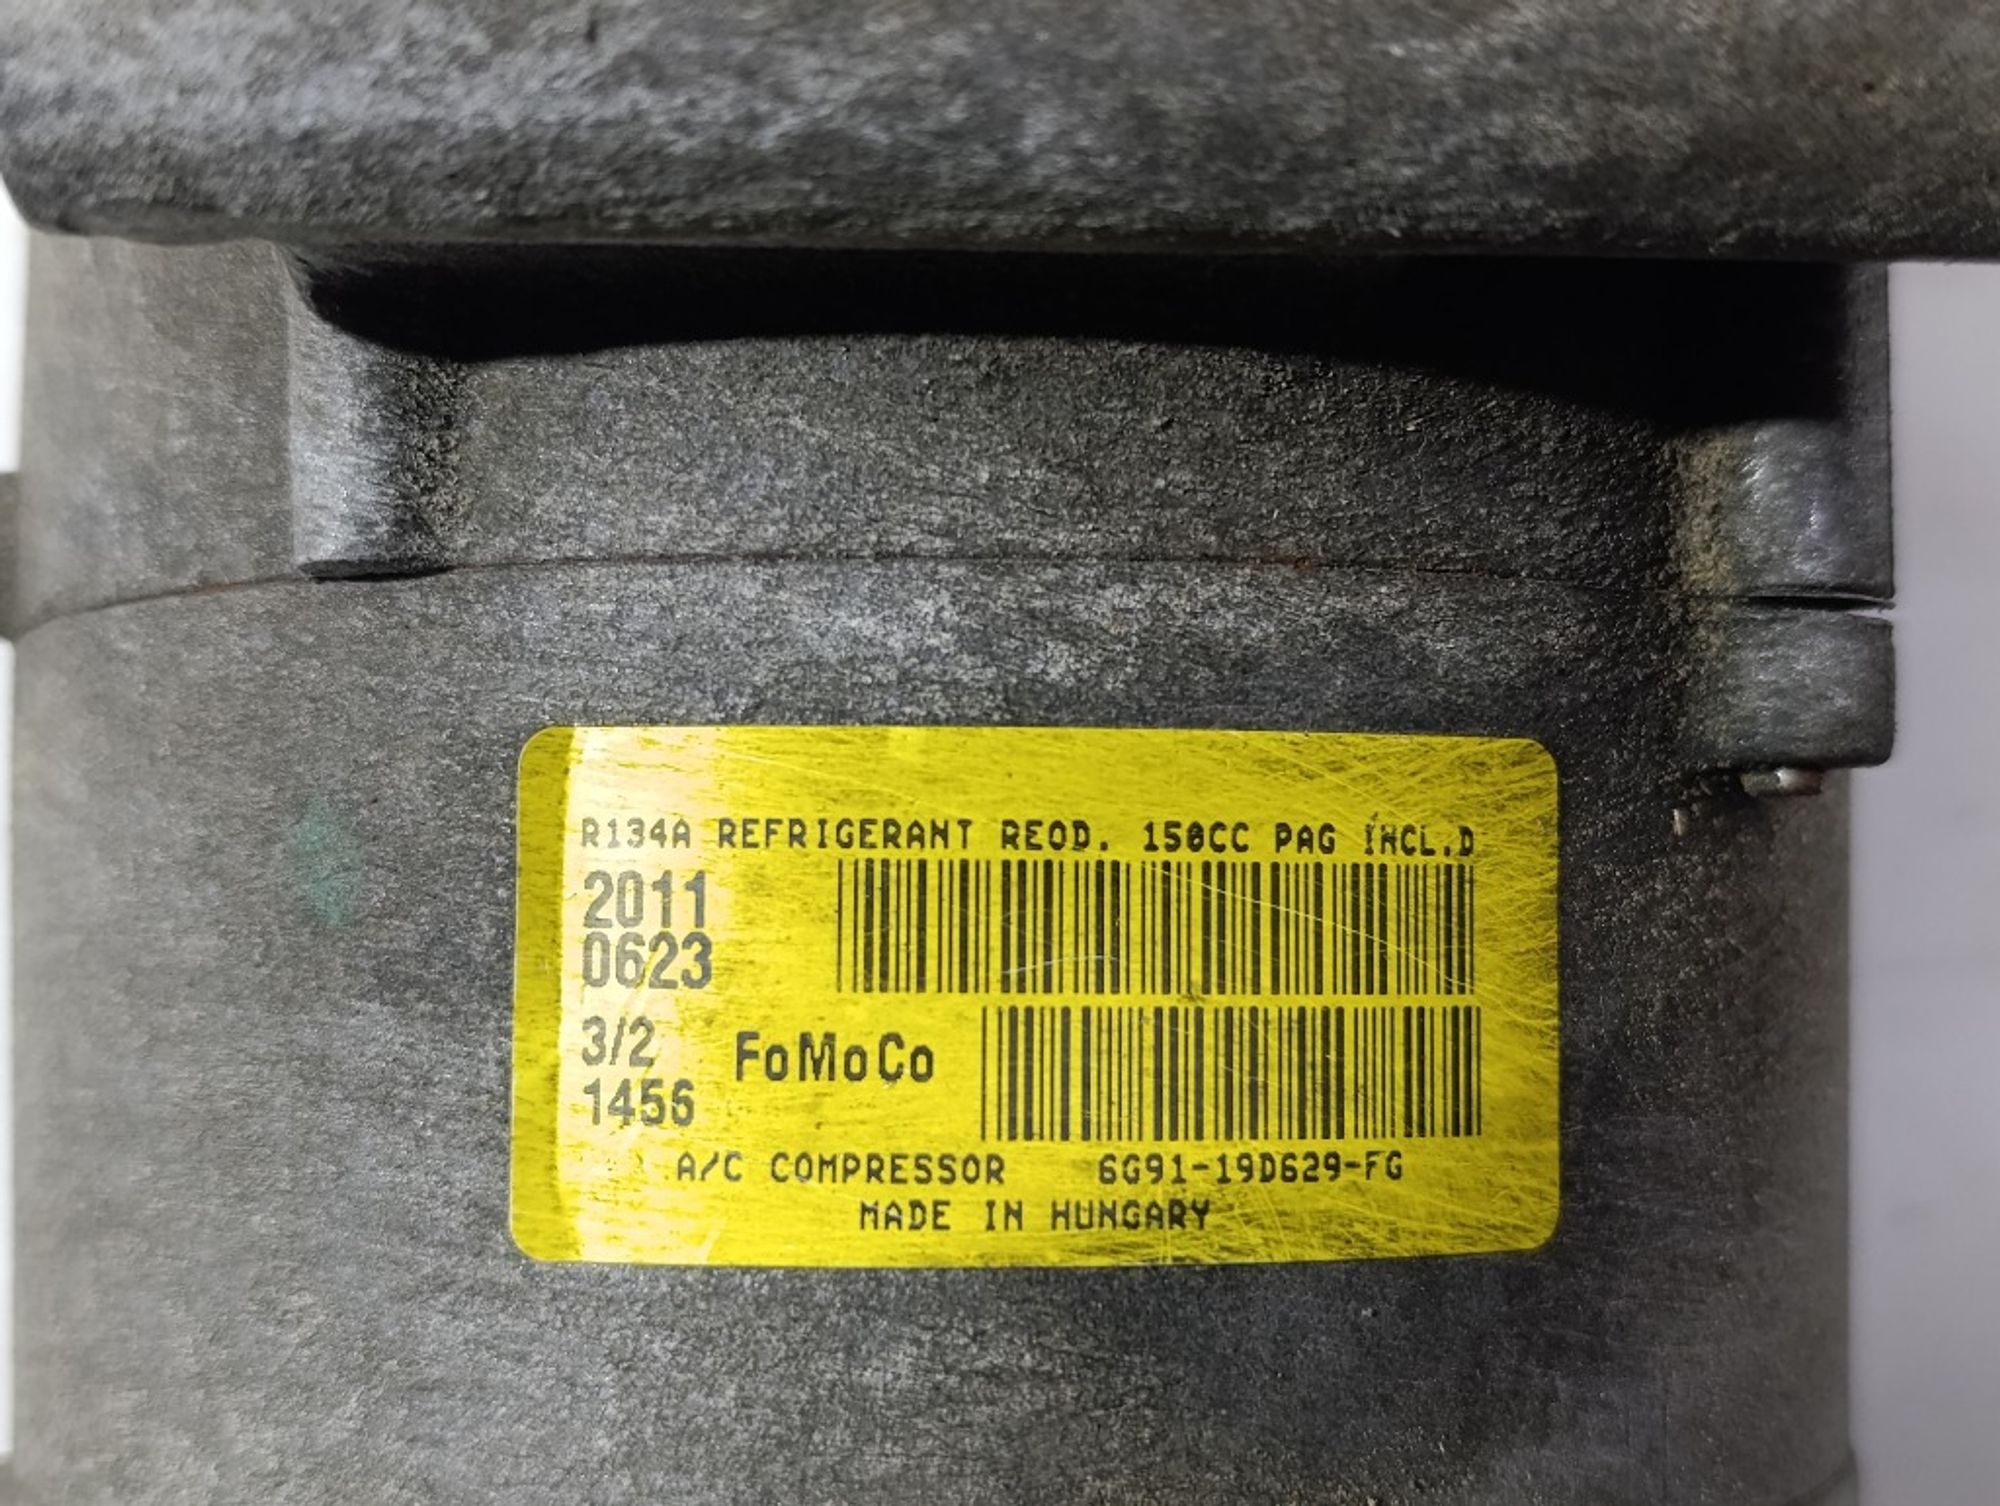 R134A REFRIGERANT REQD. 150CC PAG INCL.D
2011
0623
3/2
1456
FoMoCo
A/C COMPRESSOR 6G91-19D629-FG
MADE IN HUNGARY